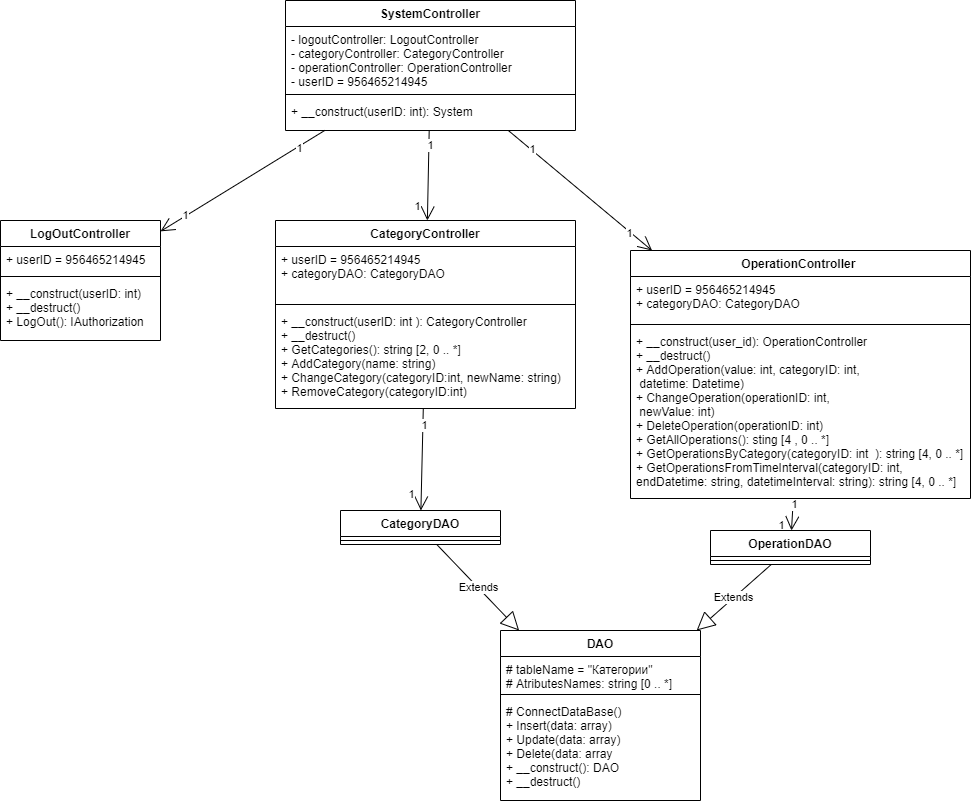 SystemController
- logoutController: LogoutController
- categoryController: CategoryController
- operationController: OperationController
- userID = 956465214945
+ __construct(userID: int): System
1
1
1
1
1
1
LogOutController
+ userID = 956465214945
+ __construct(userID: int)
+ __destruct()
+ LogOut(): IAuthorization
CategoryController
+ userID = 956465214945
+ categoryDAO: CategoryDAO
+ __construct(userID: int ): CategoryController
+ __destruct()
+ GetCategories(): string [2, 0 .. *]
+ AddCategory(name: string)
+ ChangeCategory(categoryID:int, newName: string)
+ RemoveCategory(categoryID:int)
OperationController
+ userID = 956465214945
+ categoryDAO: CategoryDAO
+ __construct(user_id): OperationController
+ __destruct()
+ AddOperation(value: int, categoryID: int,
datetime: Datetime)
+ ChangeOperation(operationID: int,
newValue: int)
+ DeleteOperation(operationID: int)
+ GetAllOperations(): sting [4 , 0 .. *]
+ GetOperationsByCategory(categoryID: int  ): string [4, 0 .. *]
+ GetOperationsFromTimeInterval(categoryID: int,
endDatetime: string, datetimeInterval: string): string [4, 0 .. *]
1
1
1
1
CategoryDAO
OperationDAO
Extends
Extends
DAO
# tableName = "Категории"
# AtributesNames: string [0 .. *]
# ConnectDataBase()
+ Insert(data: array)
+ Update(data: array)
+ Delete(data: array
+ __construct(): DAO
+ __destruct()